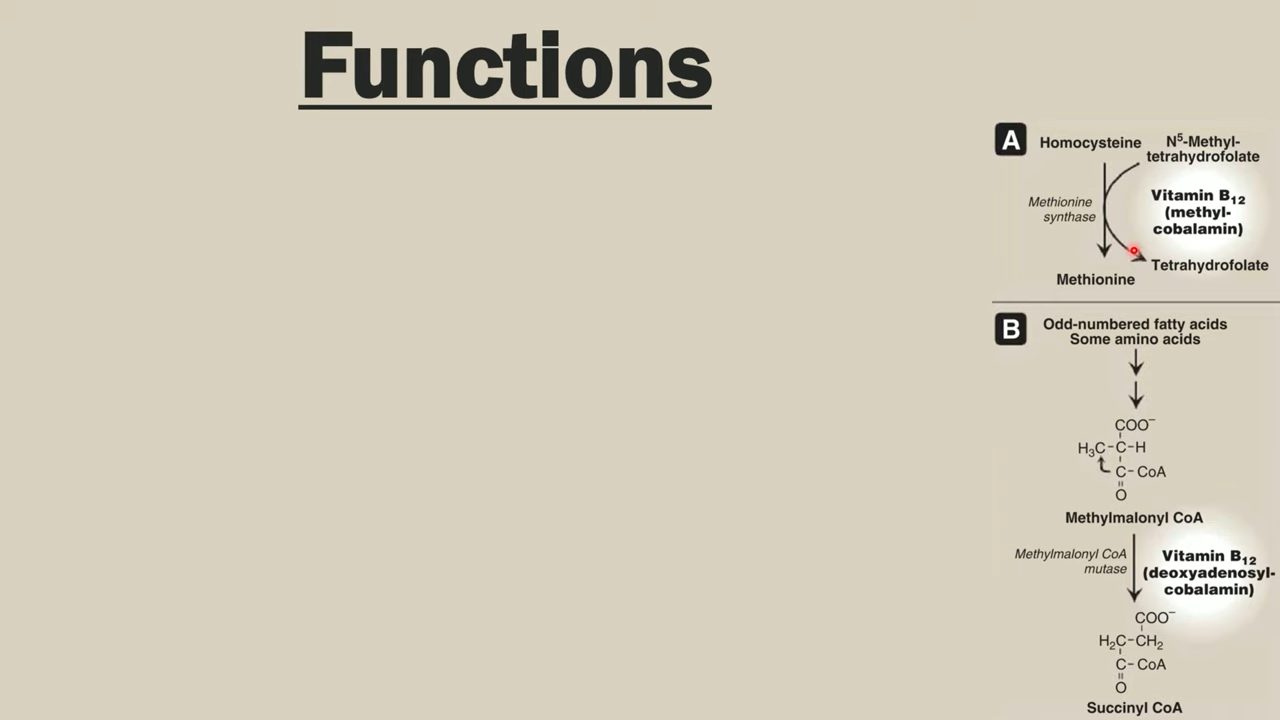 Functions
A
Homocysteine
N⁵-Methyl-
tetrahydrofolate
Methionine
synthase
Vitamin B₁₂
(methyl-
cobalamin)
Tetrahydrofolate
Methionine
B
Odd-numbered fatty acids
Some amino acids
COO⁻
H₃C-C-H
C-CoA
O
Methylmalonyl CoA
Methylmalonyl CoA
mutase
Vitamin B₁₂
(deoxyadenosyl-
cobalamin)
COO⁻
H₂C-CH₂
C-CoA
O
Succinyl CoA